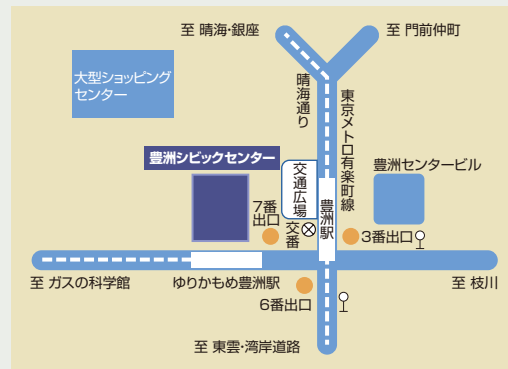 至 晴海・銀座
至 門前仲町
大型ショッピング
センター
晴海通り
東京メトロ有楽町線
豊洲シビックセンター
交通広場
豊洲駅
豊洲センタービル
7番
出口
交番
3番出口
至 ガスの科学館
ゆりかもめ豊洲駅
6番出口
至 枝川
至 東雲・湾岸道路